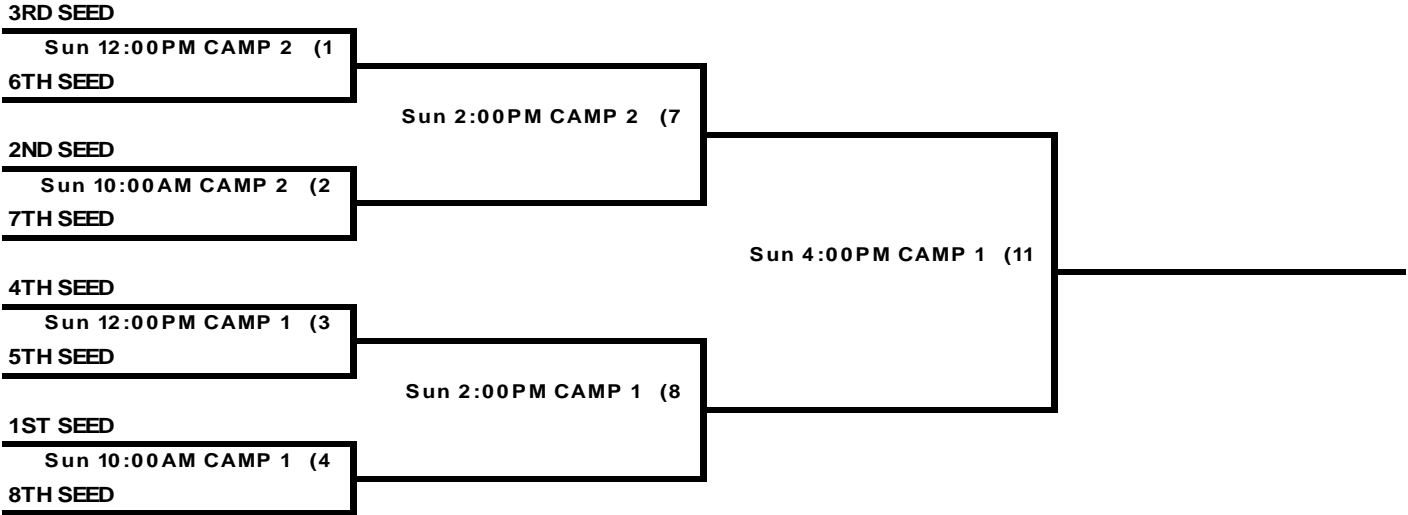 3RD SEED
Sun 12:00PM CAMP 2 (1
6TH SEED
Sun 2:00PM CAMP 2 (7
2ND SEED
Sun 10:00AM CAMP 2 (2
7TH SEED
Sun 4:00PM CAMP 1 (11
4TH SEED
Sun 12:00PM CAMP 1 (3
5TH SEED
Sun 2:00PM CAMP 1 (8
1ST SEED
Sun 10:00AM CAMP 1 (4
8TH SEED